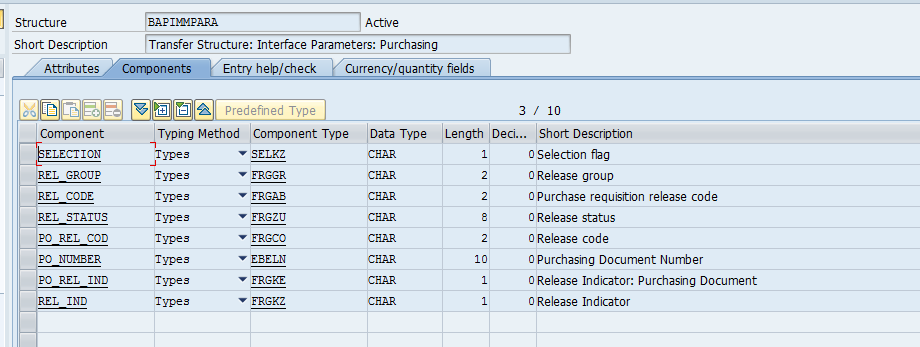 Structure BAPIMMPARA Active
Short Description Transfer Structure: Interface Parameters: Purchasing
Attributes Components Entry help/check Currency/quantity fields
Predefined Type 3 / 10
Component Typing Method Component Type Data Type Length Deci... Short Description
SELECTION Types SELKZ CHAR 1 0 Selection flag
REL_GROUP Types FRGGR CHAR 2 0 Release group
REL_CODE Types FRGAB CHAR 2 0 Purchase requisition release code
REL_STATUS Types FRGZU CHAR 8 0 Release status
PO_REL_COD Types FRGCO CHAR 2 0 Release code
PO_NUMBER Types EBELN CHAR 10 0 Purchasing Document Number
PO_REL_IND Types FRGKE CHAR 1 0 Release Indicator: Purchasing Document
REL_IND Types FRGKZ CHAR 1 0 Release Indicator